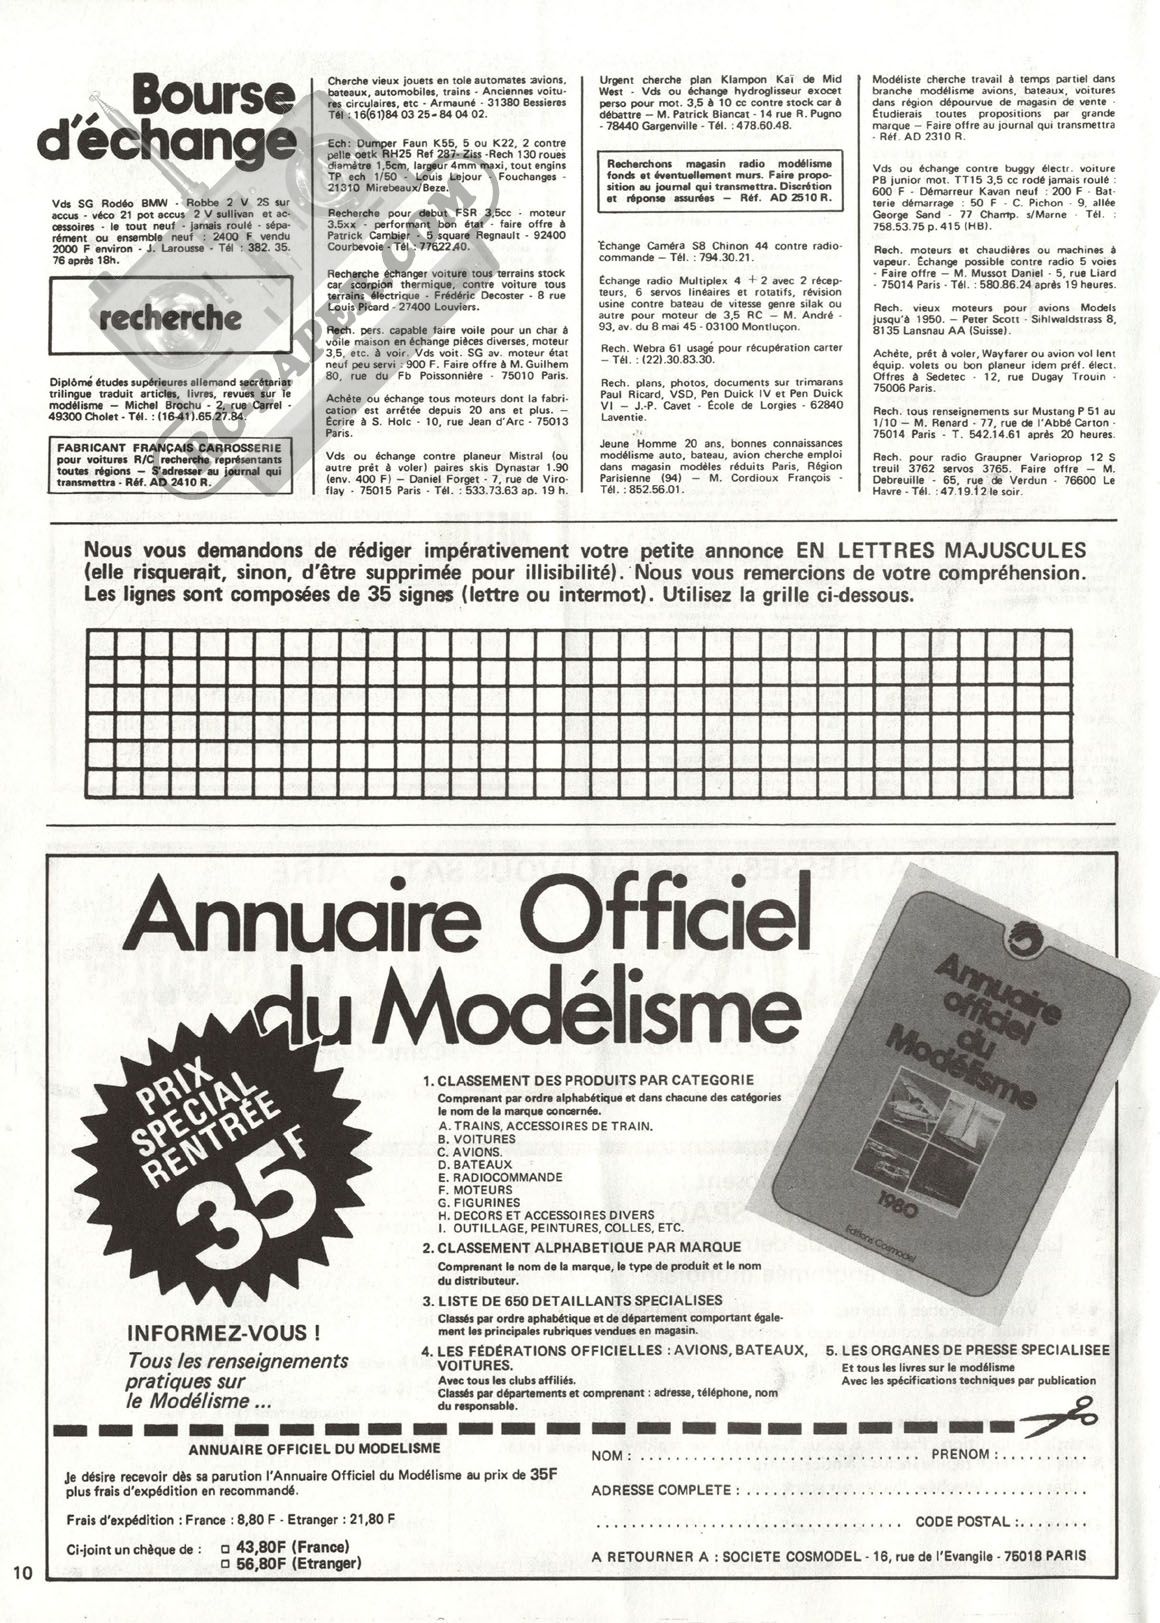 Bourse
d'échange
Vds SG Rodéo BMW - Robbe 2 V 2S sur
accus - véco 21 pot accus 2 V sullivan et ac-
cessoires - le tout neuf - jamais roulé - sépa-
rément ou ensemble neuf : 2400 F vendu
2000 F environ - J. Larousse - Tél : 382. 35.
76 après 18h.
recherche
Diplômé études supérieures allemand secrétariat
trilingue traduit articles, livres, revues sur le
modélisme — Michel Brochu - 2, rue Carrel -
49300 Cholet - Tél. : (16-41).65.27.84.
FABRICANT FRANÇAIS CARROSSERIE
pour voitures R/C recherche représentants
toutes régions — S'adresser au journal qui
transmettra - Réf. AD 2410 R.
Cherche vieux jouets en tole automates :avions,
bateaux, automobiles, trains - Anciennes voitu-
res circulaires, etc - Armauné - 31380 Bessieres
Tél : 16(61)84 03 25 - 84 04 02.
Ech: Dumper Faun K55, 5 ou K22, 2 contre
pelle oetk RH25 Ref 287- Ziss -Rech 130 roues
diamètre 1,5cm, largeur 4mm maxi, tout engins
TP ech 1/50 - Louis Lejour - Fouchanges -
21310 Mirebeaux/Beze.
Recherche pour debut FSR 3,5cc - moteur
3.5xx - performant bon état - faire offre à
Patrick Cambier - 5 square Regnault - 92400
Courbevoie - Tél : 776.22.40.
Recherche échanger voiture tous terrains stock
car scorpion thermique, contre voiture tous
terrains électrique - Frédéric Decoster - 8 rue
Louis Picard - 27400 Louviers.
Rech. pers. capable faire voile pour un char à
voile maison en échange pièces diverses, moteur
3,5, etc. à voir. Vds voit. SG av. moteur état
neuf peu servi : 900 F. Faire offre à M. Guilhem
80, rue du Fb Poissonnière - 75010 Paris.
Achète ou échange tous moteurs dont la fabri-
cation est arrêtée depuis 20 ans et plus. —
Écrire à S. Holc - 10, rue Jean d'Arc - 75013
Paris.
Vds ou échange contre planeur Mistral (ou
autre prêt à voler) paires skis Dynastar 1.90
(env. 400 F) — Daniel Forget - 7, rue de Viro-
flay - 75015 Paris - Tél. : 533.73.63 ap. 19 h.
Urgent cherche plan Klampon Kaï de Mid
West - Vds ou échange hydroglisseur exocet
perso pour mot. 3,5 à 10 cc contre stock car à
débattre — M. Patrick Biancat - 14 rue R. Pugno
- 78440 Gargenville - Tél. : 478.60.48.
Recherchons magasin radio modélisme
fonds et éventuellement murs. Faire propo-
sition au journal qui transmettra. Discrétion
et réponse assurées — Réf. AD 2510 R.
Échange Caméra S8 Chinon 44 contre radio-
commande — Tél. : 794.30.21.
Échange radio Multiplex 4 + 2 avec 2 récep-
teurs, 6 servos linéaires et rotatifs, révision
usine contre bateau de vitesse genre silak ou
autre pour moteur de 3,5 RC — M. André -
93, av. du 8 mai 45 - 03100 Montluçon.
Rech. Webra 61 usagé pour récupération carter
— Tél. : (22).30.83.30.
Rech. plans, photos, documents sur trimarans
Paul Ricard, VSD, Pen Duick IV et Pen Duick
VI — J.-P. Cavet - École de Lorgies - 62840
Laventie.
Jeune Homme 20 ans, bonnes connaissances
modélisme auto, bateau, avion cherche emploi
dans magasin modèles réduits Paris, Région
Parisienne (94) — M. Cordioux François -
Tél. : 852.56.01.
Modéliste cherche travail à temps partiel dans
branche modélisme avions, bateaux, voitures
dans région dépourvue de magasin de vente -
Étudierais toutes propositions par grande
marque — Faire offre au journal qui transmettra
- Réf. AD 2310 R.
Vds ou échange contre buggy électr. voiture
PB junior mot. TT15 3,5 cc rodé jamais roulé :
600 F - Démarreur Kavan neuf : 200 F - Bat-
terie démarrage : 50 F - C. Pichon - 9, allée
George Sand - 77 Champ. s/Marne - Tél. :
758.53.75 p. 415 (HB).
Rech. moteurs et chaudières ou machines à
vapeur. Échange possible contre radio 5 voies
- Faire offre — M. Mussot Daniel - 5, rue Liard
- 75014 Paris - Tél. : 580.86.24 après 19 heures.
Rech. vieux moteurs pour avions Models
jusqu'à 1950. — Peter Scott - Sihlwaldstrass 8,
8135 Lansnau AA (Suisse).
Achète, prêt à voler, Wayfarer ou avion vol lent
équip. volets ou bon planeur idem préf. élect.
Offres à Sedetec - 12, rue Dugay Trouin -
75006 Paris.
Rech. tous renseignements sur Mustang P 51 au
1/10 — M. Renard - 77, rue de l'Abbé Carton -
75014 Paris - T. 542.14.61 après 20 heures.
Rech. pour radio Graupner Varioprop 12 S
treuil 3762 servos 3765. Faire offre — M.
Debreuille - 65, rue de Verdun - 76600 Le
Havre - Tél. : 47.19.12 le soir.
RCPAPER.COM
Nous vous demandons de rédiger impérativement votre petite annonce EN LETTRES MAJUSCULES
(elle risquerait, sinon, d'être supprimée pour illisibilité). Nous vous remercions de votre compréhension.
Les lignes sont composées de 35 signes (lettre ou intermot). Utilisez la grille ci-dessous.
Annuaire Officiel
du Modélisme
PRIX
SPECIAL
RENTRÉE
35F
Annuaire
officiel
du
Modélisme
1980
Editions Cosmodel
1. CLASSEMENT DES PRODUITS PAR CATEGORIE
Comprenant par ordre alphabétique et dans chacune des catégories
le nom de la marque concernée.
A. TRAINS, ACCESSOIRES DE TRAIN.
B. VOITURES
C. AVIONS.
D. BATEAUX
E. RADIOCOMMANDE
F. MOTEURS
G. FIGURINES
H. DECORS ET ACCESSOIRES DIVERS
I. OUTILLAGE, PEINTURES, COLLES, ETC.
2. CLASSEMENT ALPHABETIQUE PAR MARQUE
Comprenant le nom de la marque, le type de produit et le nom
du distributeur.
3. LISTE DE 650 DETAILLANTS SPECIALISES
Classés par ordre aphabétique et de département comportant égale-
ment les principales rubriques vendues en magasin.
4. LES FÉDÉRATIONS OFFICIELLES : AVIONS, BATEAUX,
VOITURES.
Avec tous les clubs affiliés.
Classés par départements et comprenant : adresse, téléphone, nom
du responsable.
5. LES ORGANES DE PRESSE SPECIALISEE
Et tous les livres sur le modélisme
Avec les spécifications techniques par publication
INFORMEZ-VOUS !
Tous les renseignements
pratiques sur
le Modélisme ...
ANNUAIRE OFFICIEL DU MODELISME
Je désire recevoir dès sa parution l'Annuaire Officiel du Modélisme au prix de 35F
plus frais d'expédition en recommandé.
Frais d'expédition : France : 8,80 F - Etranger : 21,80 F
Ci-joint un chèque de : □ 43,80F (France)
□ 56,80F (Etranger)
NOM : ................................ PRENOM : ..........
ADRESSE COMPLETE : ........................................
................................... CODE POSTAL : ........
A RETOURNER A : SOCIETE COSMODEL - 16, rue de l'Evangile - 75018 PARIS
10